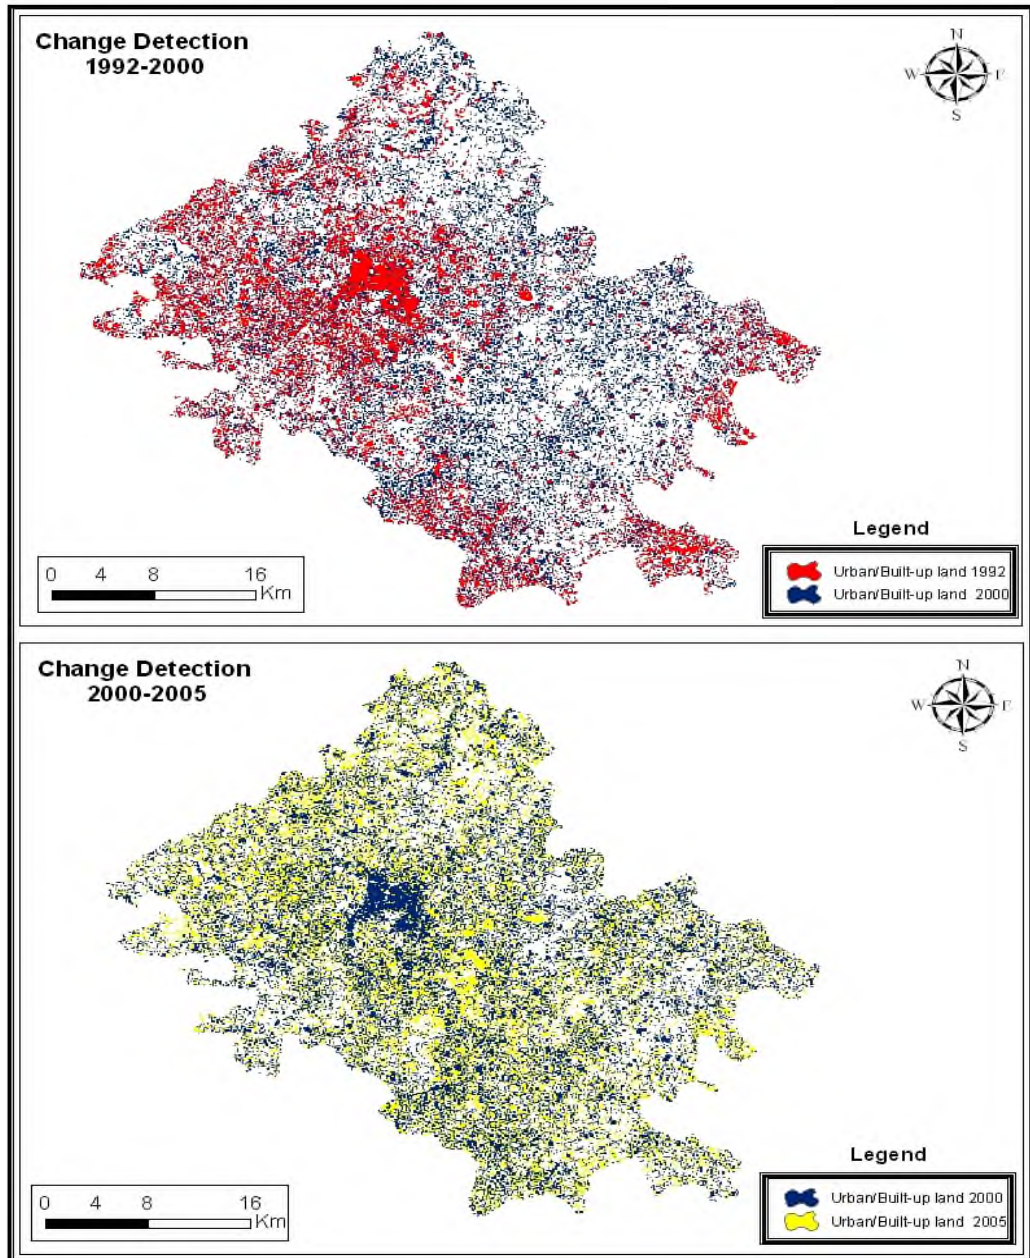 Change Detection
1992-2000
N
W E
S
0 4 8 16
Km
Legend
Urban/Built-up land 1992
Urban/Built-up land 2000
Change Detection
2000-2005
N
W E
S
0 4 8 16
Km
Legend
Urban/Built-up land 2000
Urban/Built-up land 2005